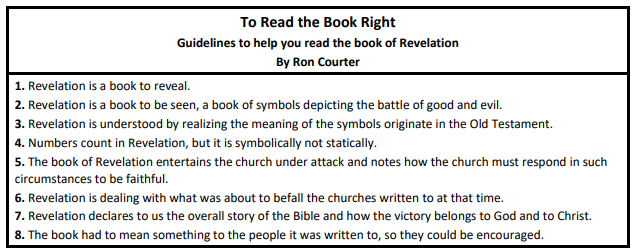 To Read the Book Right
Guidelines to help you read the book of Revelation
By Ron Courter
1. Revelation is a book to reveal.
2. Revelation is a book to be seen, a book of symbols depicting the battle of good and evil.
3. Revelation is understood by realizing the meaning of the symbols originate in the Old Testament.
4. Numbers count in Revelation, but it is symbolically not statically.
5. The book of Revelation entertains the church under attack and notes how the church must respond in such
circumstances to be faithful.
6. Revelation is dealing with what was about to befall the churches written to at that time.
7. Revelation declares to us the overall story of the Bible and how the victory belongs to God and to Christ.
8. The book had to mean something to the people it was written to, so they could be encouraged.